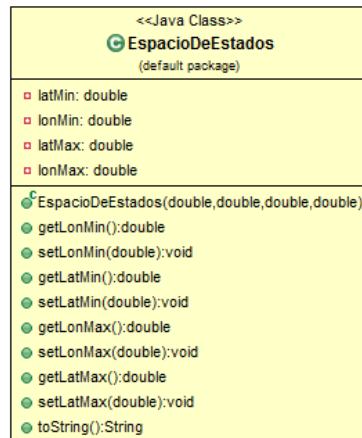 <<Java Class>>
EspacioDeEstados
(default package)
latMin: double
lonMin: double
latMax: double
lonMax: double
EspacioDeEstados(double,double,double,double)
getLonMin():double
setLonMin(double):void
getLatMin():double
setLatMin(double):void
getLonMax():double
setLonMax(double):void
getLatMax():double
setLatMax(double):void
toString():String